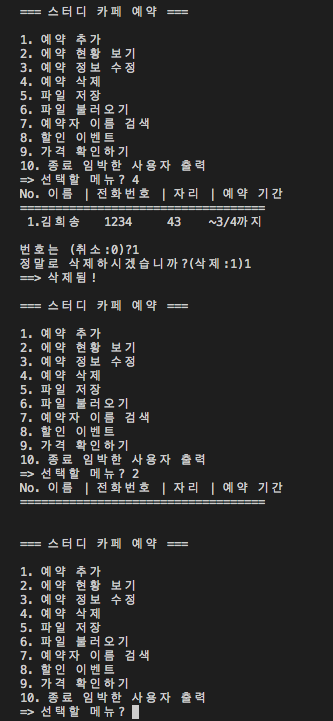 === 스터디 카페 예약 ===
1. 예약 추가
2. 에약 현황 보기
3. 예약 정보 수정
4. 예약 삭제
5. 파일 저장
6. 파일 불러오기
7. 예약자 이름 검색
8. 할인 이벤트
9. 가격 확인하기
10. 종료 임박한 사용자 출력
=> 선택할 메뉴? 4
No. 이름 | 전화번호 | 자리 | 예약 기간
===================================
1.김희송 1234 43 ~3/4까지
번호는 (취소:0)?1
정말로 삭제하시겠습니까?(삭제:1)1
==> 삭제됨!
=== 스터디 카페 예약 ===
1. 예약 추가
2. 에약 현황 보기
3. 예약 정보 수정
4. 예약 삭제
5. 파일 저장
6. 파일 불러오기
7. 예약자 이름 검색
8. 할인 이벤트
9. 가격 확인하기
10. 종료 임박한 사용자 출력
=> 선택할 메뉴? 2
No. 이름 | 전화번호 | 자리 | 예약 기간
===================================
=== 스터디 카페 예약 ===
1. 예약 추가
2. 에약 현황 보기
3. 예약 정보 수정
4. 예약 삭제
5. 파일 저장
6. 파일 불러오기
7. 예약자 이름 검색
8. 할인 이벤트
9. 가격 확인하기
10. 종료 임박한 사용자 출력
=> 선택할 메뉴?